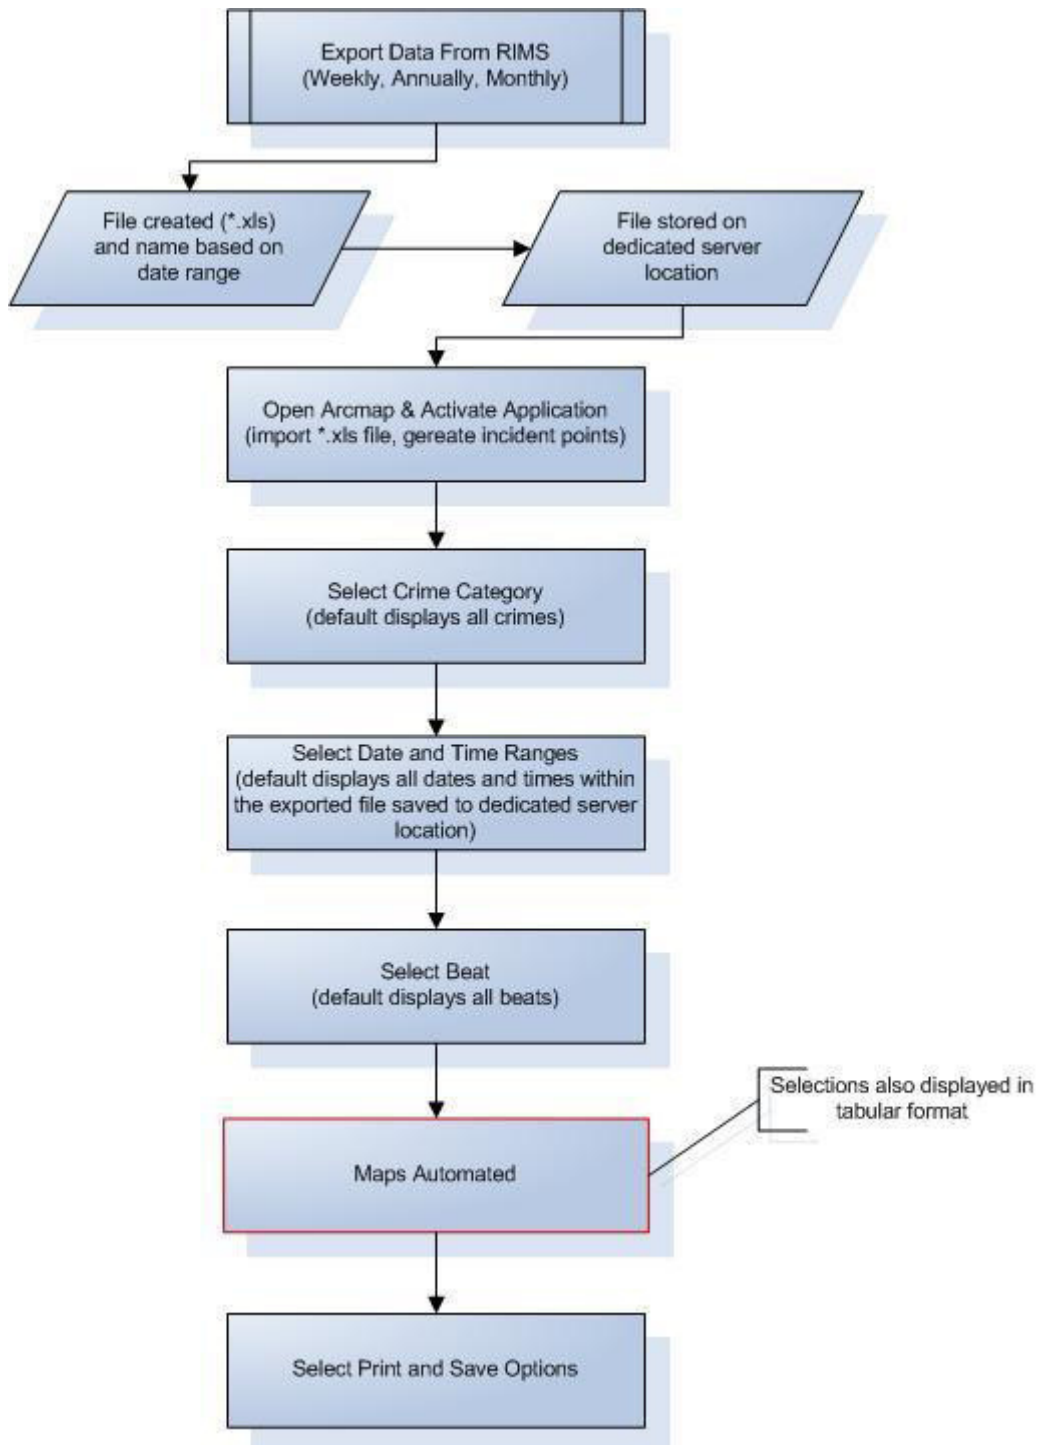 Export Data From RIMS
(Weekly, Annually, Monthly)
File created (*.xls)
and name based on
date range
File stored on
dedicated server
location
Open Arcmap & Activate Application
(import *.xls file, gereate incident points)
Select Crime Category
(default displays all crimes)
Select Date and Time Ranges
(default displays all dates and times within
the exported file saved to dedicated server
location)
Select Beat
(default displays all beats)
Selections also displayed in
tabular format
Maps Automated
Select Print and Save Options